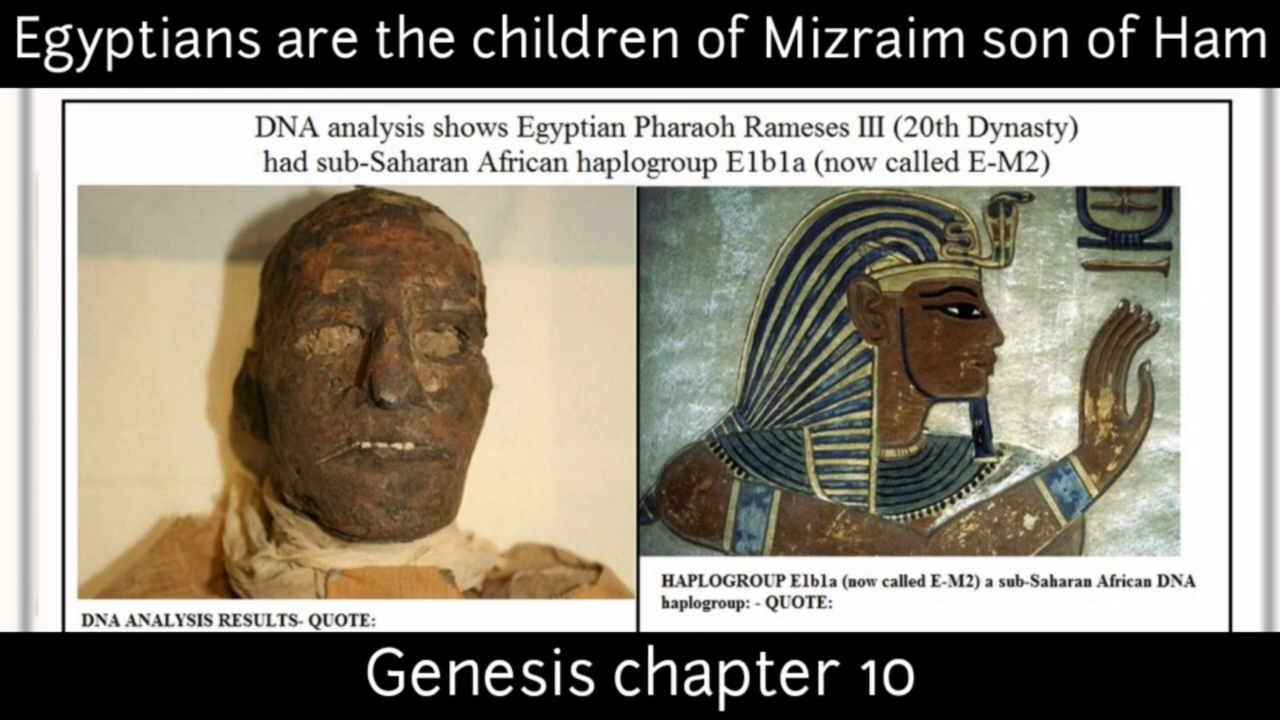 Egyptians are the children of Mizraim son of Ham
DNA analysis shows Egyptian Pharaoh Rameses III (20th Dynasty)
had sub-Saharan African haplogroup E1b1a (now called E-M2)
DNA ANALYSIS RESULTS- QUOTE:
HAPLOGROUP E1b1a (now called E-M2) a sub-Saharan African DNA
haplogroup: - QUOTE:
Genesis chapter 10